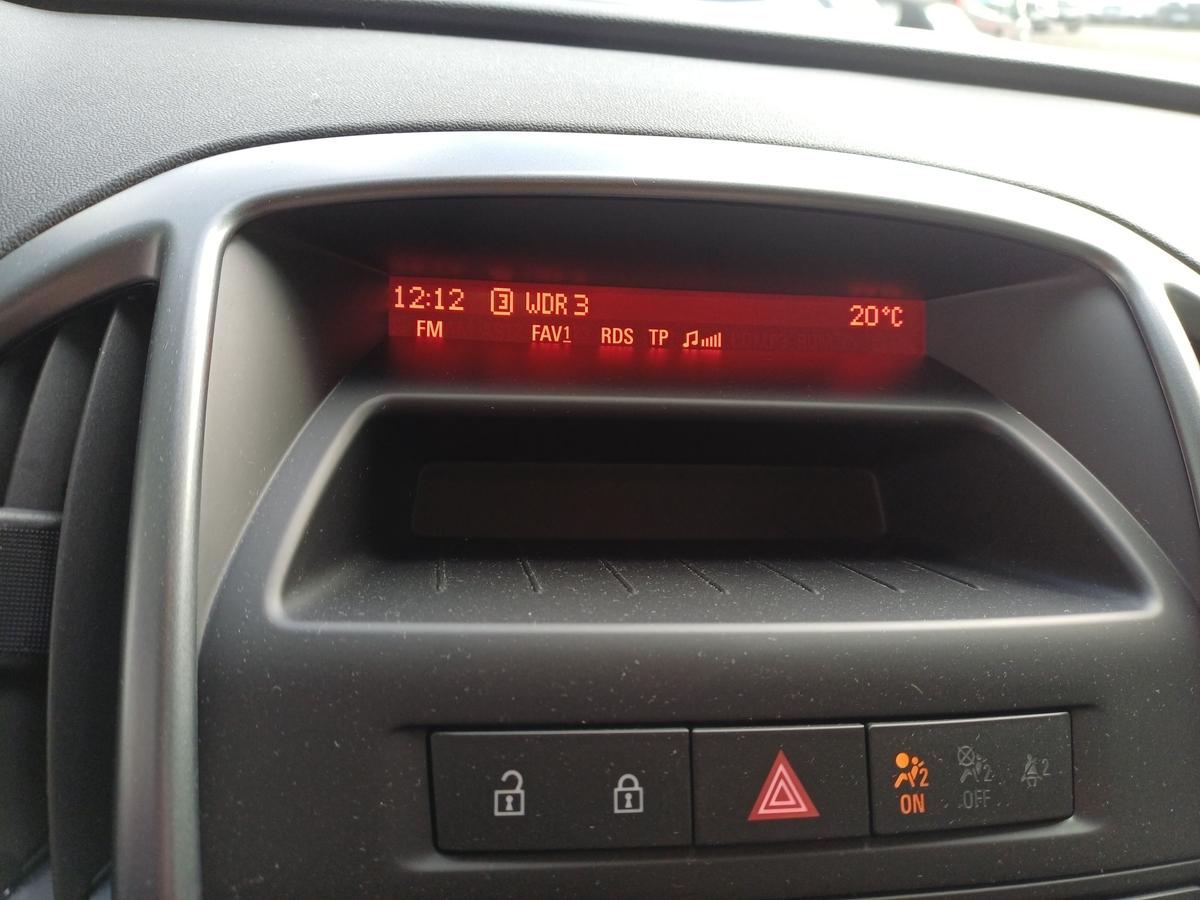 12:12 3 WDR 3 20°C
FM FAV1 RDS TP
2 2 2
ON OFF